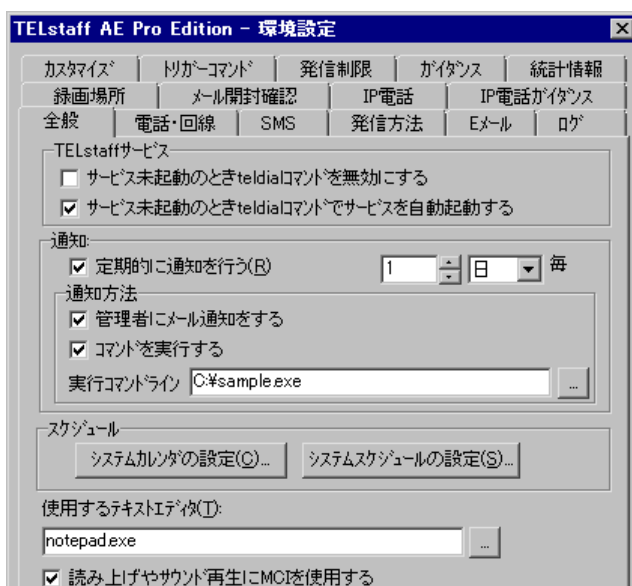 TELstaff AE Pro Edition - 環境設定
カスタマイズ トリガーコマンド 発信制限 ガイダンス 統計情報
録画場所 メール開封確認 IP電話 IP電話ガイダンス
全般 電話・回線 SMS 発信方法 Eメール ログ
TELstaffサービス
サービス未起動のときteldialコマンドを無効にする
サービス未起動のときteldialコマンドでサービスを自動起動する
通知:
定期的に通知を行う(R) 1 日 毎
通知方法
管理者にメール通知をする
コマンドを実行する
実行コマンドライン C:¥sample.exe ...
スケジュール
システムカレンダの設定(C)... システムスケジュールの設定(S)...
使用するテキストエディタ(T):
notepad.exe ...
読み上げやサウンド再生にMCIを使用する